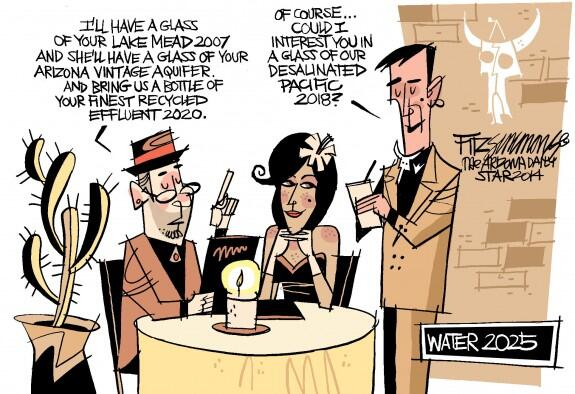 I'LL HAVE A GLASS
OF YOUR LAKE MEAD 2007
AND SHE'LL HAVE A GLASS OF YOUR
ARIZONA VINTAGE AQUIFER.
AND BRING US A BOTTLE OF
YOUR FINEST RECYCLED
EFFLUENT 2020.
OF COURSE...
COULD I
INTEREST YOU IN
A GLASS OF OUR
DESALINATED
PACIFIC
2018?
FITZSIMMONS
THE ARIZONA DAILY
STAR 2014
WATER 2025